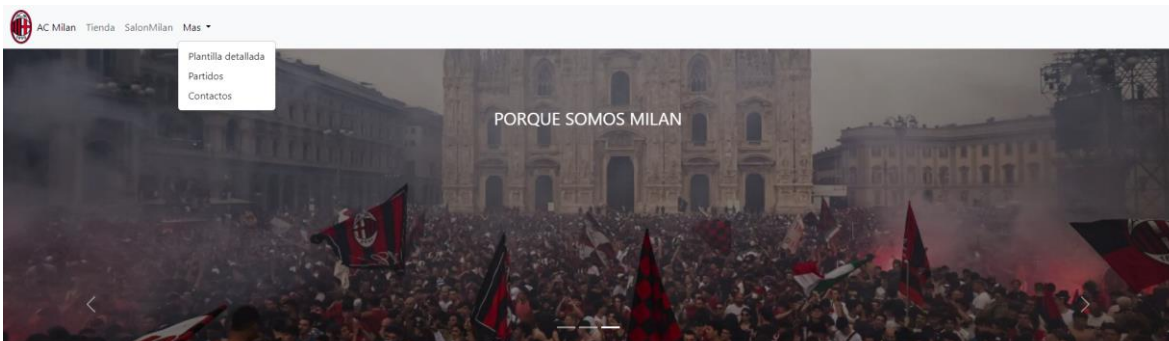 AC Milan Tienda SalonMilan Mas
Plantilla detallada
Partidos
Contactos
PORQUE SOMOS MILAN